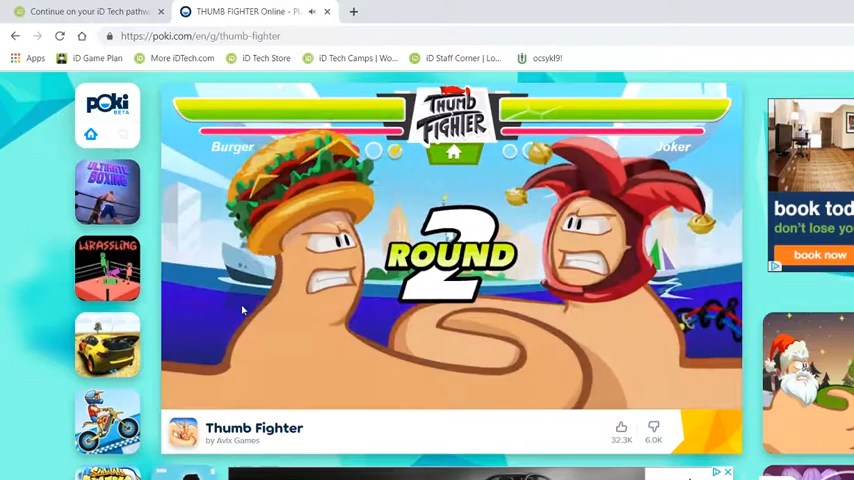 Continue on your iD Tech pathw
THUMB FIGHTER Online - Pl
https://poki.com/en/g/thumb-fighter
Apps
iD Game Plan
More iDTech.com
iD Tech Store
iD Tech Camps | Wo...
iD Staff Corner | Lo...
ocsykl9!
POKI
BETA
ULTIMATE
BOXING
WRASSLING
THUMB
FIGHTER
Burger
Joker
ROUND
2
book tod
don't lose yo
book now
Thumb Fighter
by Avix Games
32.3K
6.0K